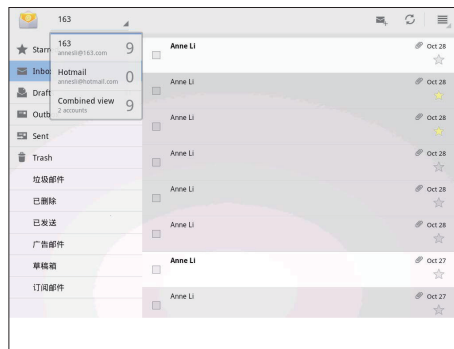 163
163
annesli@163.com
9
Hotmail
annesli@hotmail.com
0
Combined view
2 accounts
9
Starr
Inbo
Draft
Outb
Sent
Trash
垃圾邮件
已删除
已发送
广告邮件
草稿箱
订阅邮件
Anne Li
Oct 28
Anne Li
Oct 28
Anne Li
Oct 28
Anne Li
Oct 28
Anne Li
Oct 28
Anne Li
Oct 28
Anne Li
Oct 27
Anne Li
Oct 27